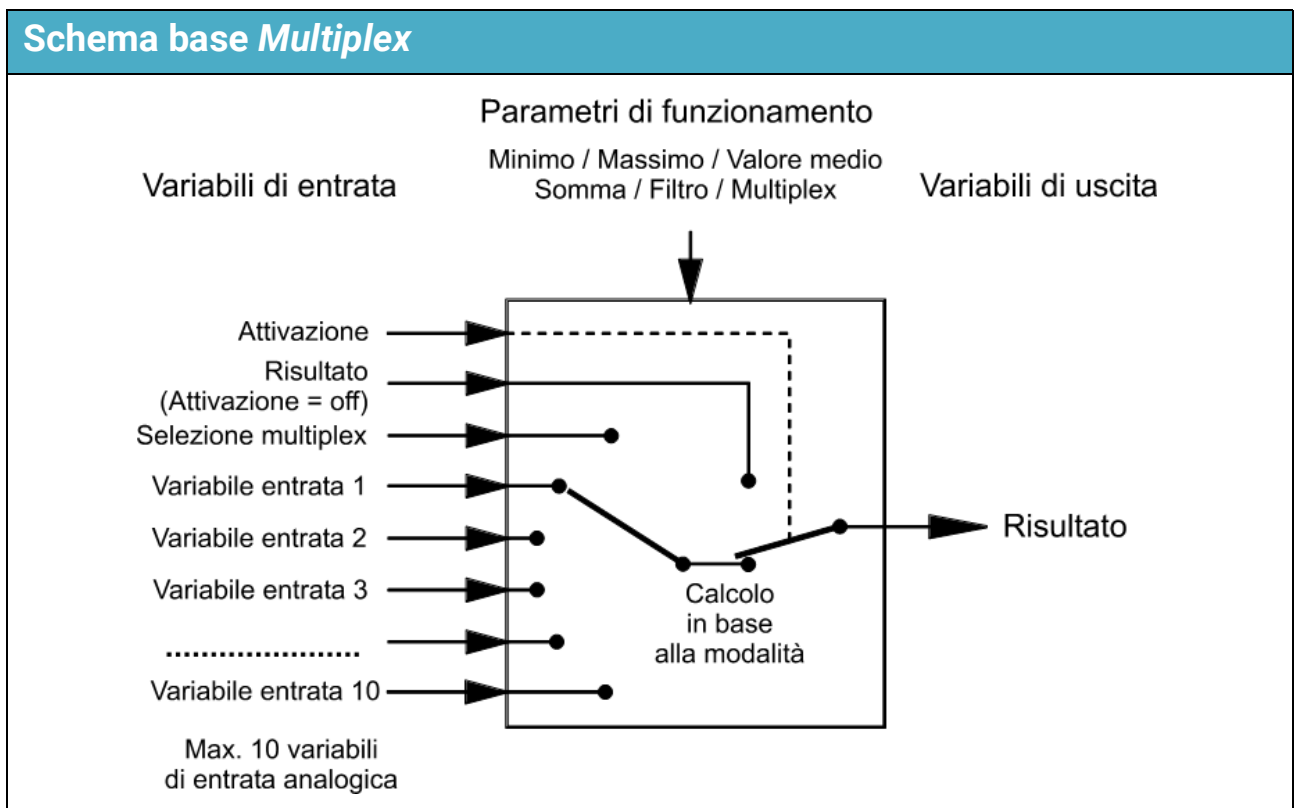 Schema base Multiplex
Parametri di funzionamento
Minimo / Massimo / Valore medio
Somma / Filtro / Multiplex
Variabili di entrata
Variabili di uscita
Attivazione
Risultato
(Attivazione = off)
Selezione multiplex
Variabile entrata 1
Variabile entrata 2
Variabile entrata 3
......................
Variabile entrata 10
Max. 10 variabili
di entrata analogica
Calcolo
in base
alla modalità
Risultato